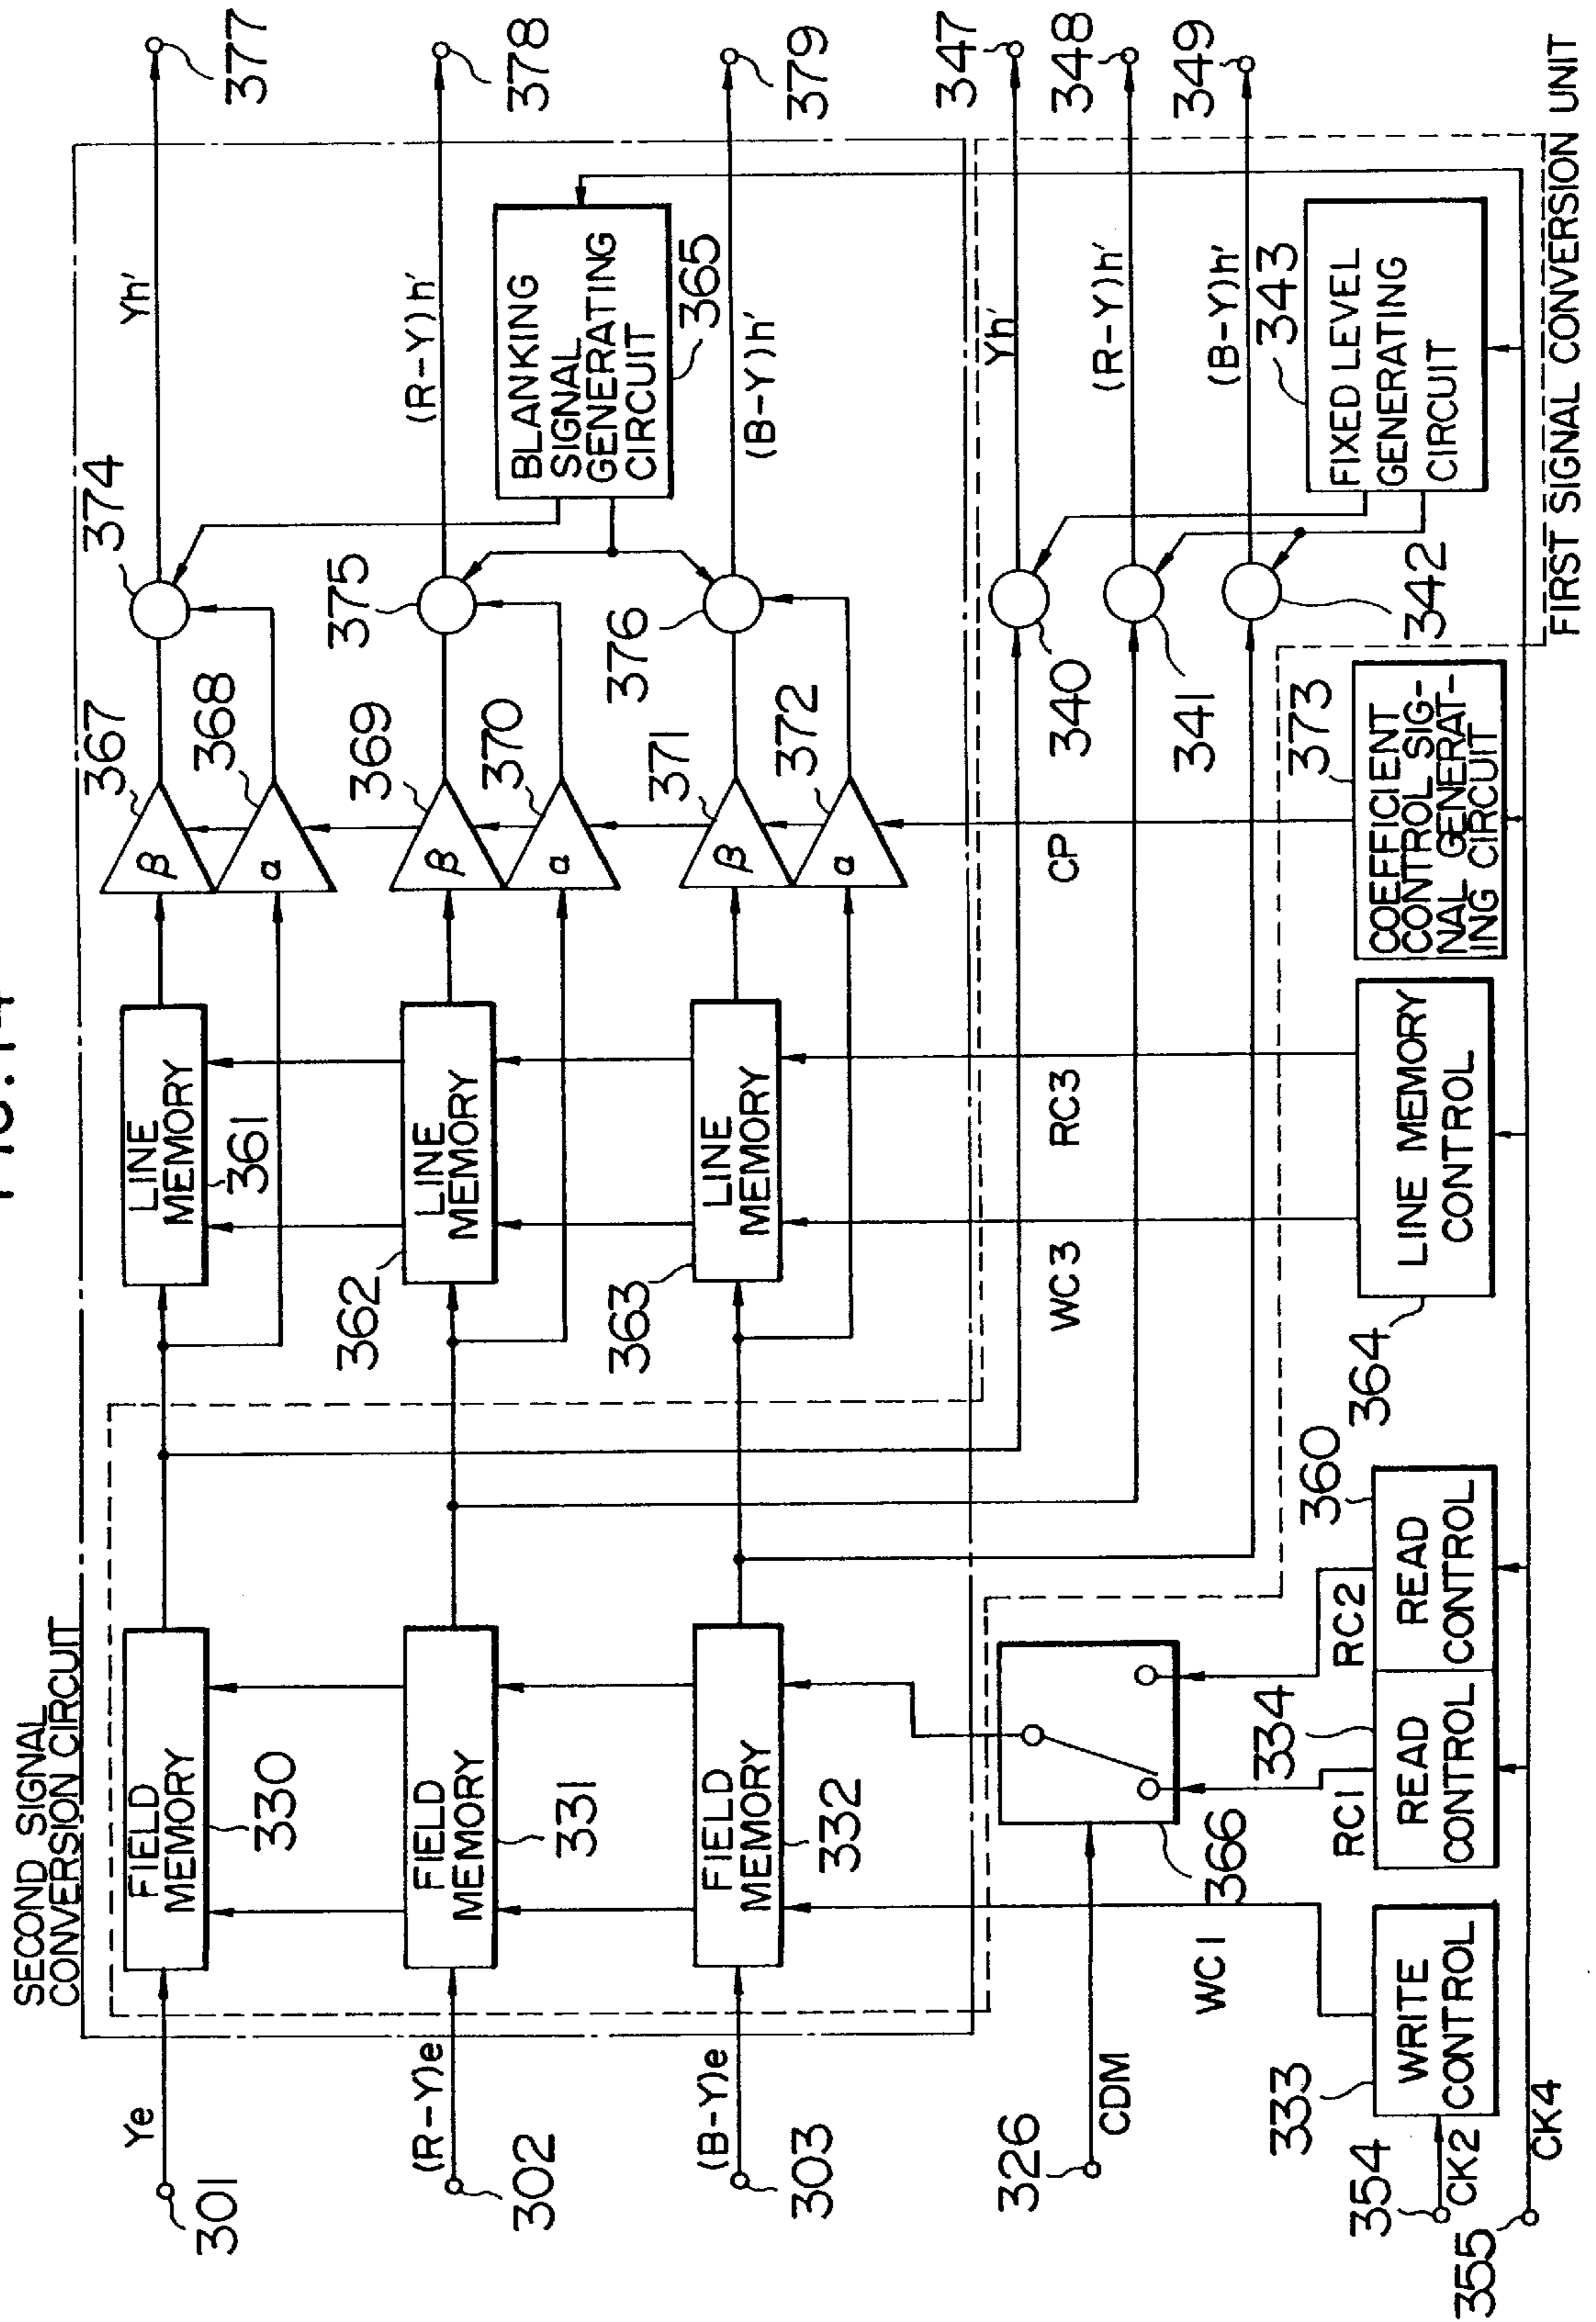 SECOND SIGNAL
CONVERSION CIRCUIT
Ye
301
(R-Y)e
302
(B-Y)e
303
326
CDM
354
CK2
355
CK4
FIELD
MEMORY
330
FIELD
MEMORY
331
FIELD
MEMORY
332
366
WC1
333
WRITE
CONTROL
RC1
334
READ
CONTROL
RC2
360
READ
CONTROL
LINE
MEMORY
361
LINE
MEMORY
362
LINE
MEMORY
363
WC3
RC3
364
LINE MEMORY
CONTROL
367
β
368
α
369
β
370
α
371
β
372
α
CP
373
COEFFICIENT
CONTROL SIG-
NAL GENERAT-
ING CIRCUIT
374
375
376
340
341
342
Yh'
377
(R-Y)h'
378
BLANKING
SIGNAL
GENERATING
CIRCUIT
365
(B-Y)h'
379
Yh'
347
(R-Y)h'
348
(B-Y)h'
349
343
FIXED LEVEL
GENERATING
CIRCUIT
FIRST SIGNAL CONVERSION UNIT